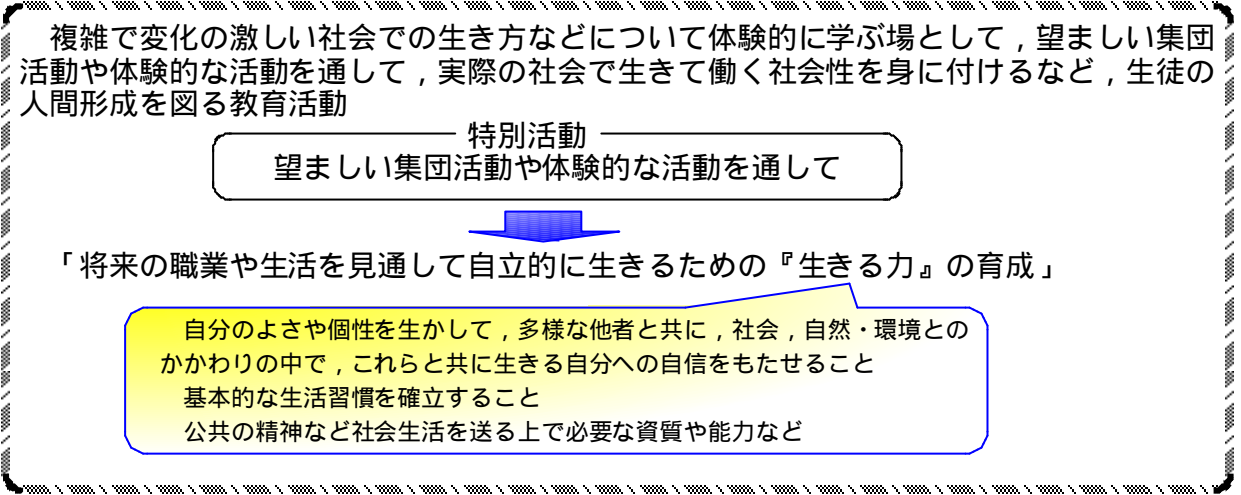 複雑で変化の激しい社会での生き方などについて体験的に学ぶ場として,望ましい集団
活動や体験的な活動を通して,実際の社会で生きて働く社会性を身に付けるなど,生徒の
人間形成を図る教育活動
特別活動
望ましい集団活動や体験的な活動を通して
「将来の職業や生活を見通して自立的に生きるための『生きる力』の育成」
自分のよさや個性を生かして,多様な他者と共に,社会,自然・環境との
かかわりの中で,これらと共に生きる自分への自信をもたせること
基本的な生活習慣を確立すること
公共の精神など社会生活を送る上で必要な資質や能力など